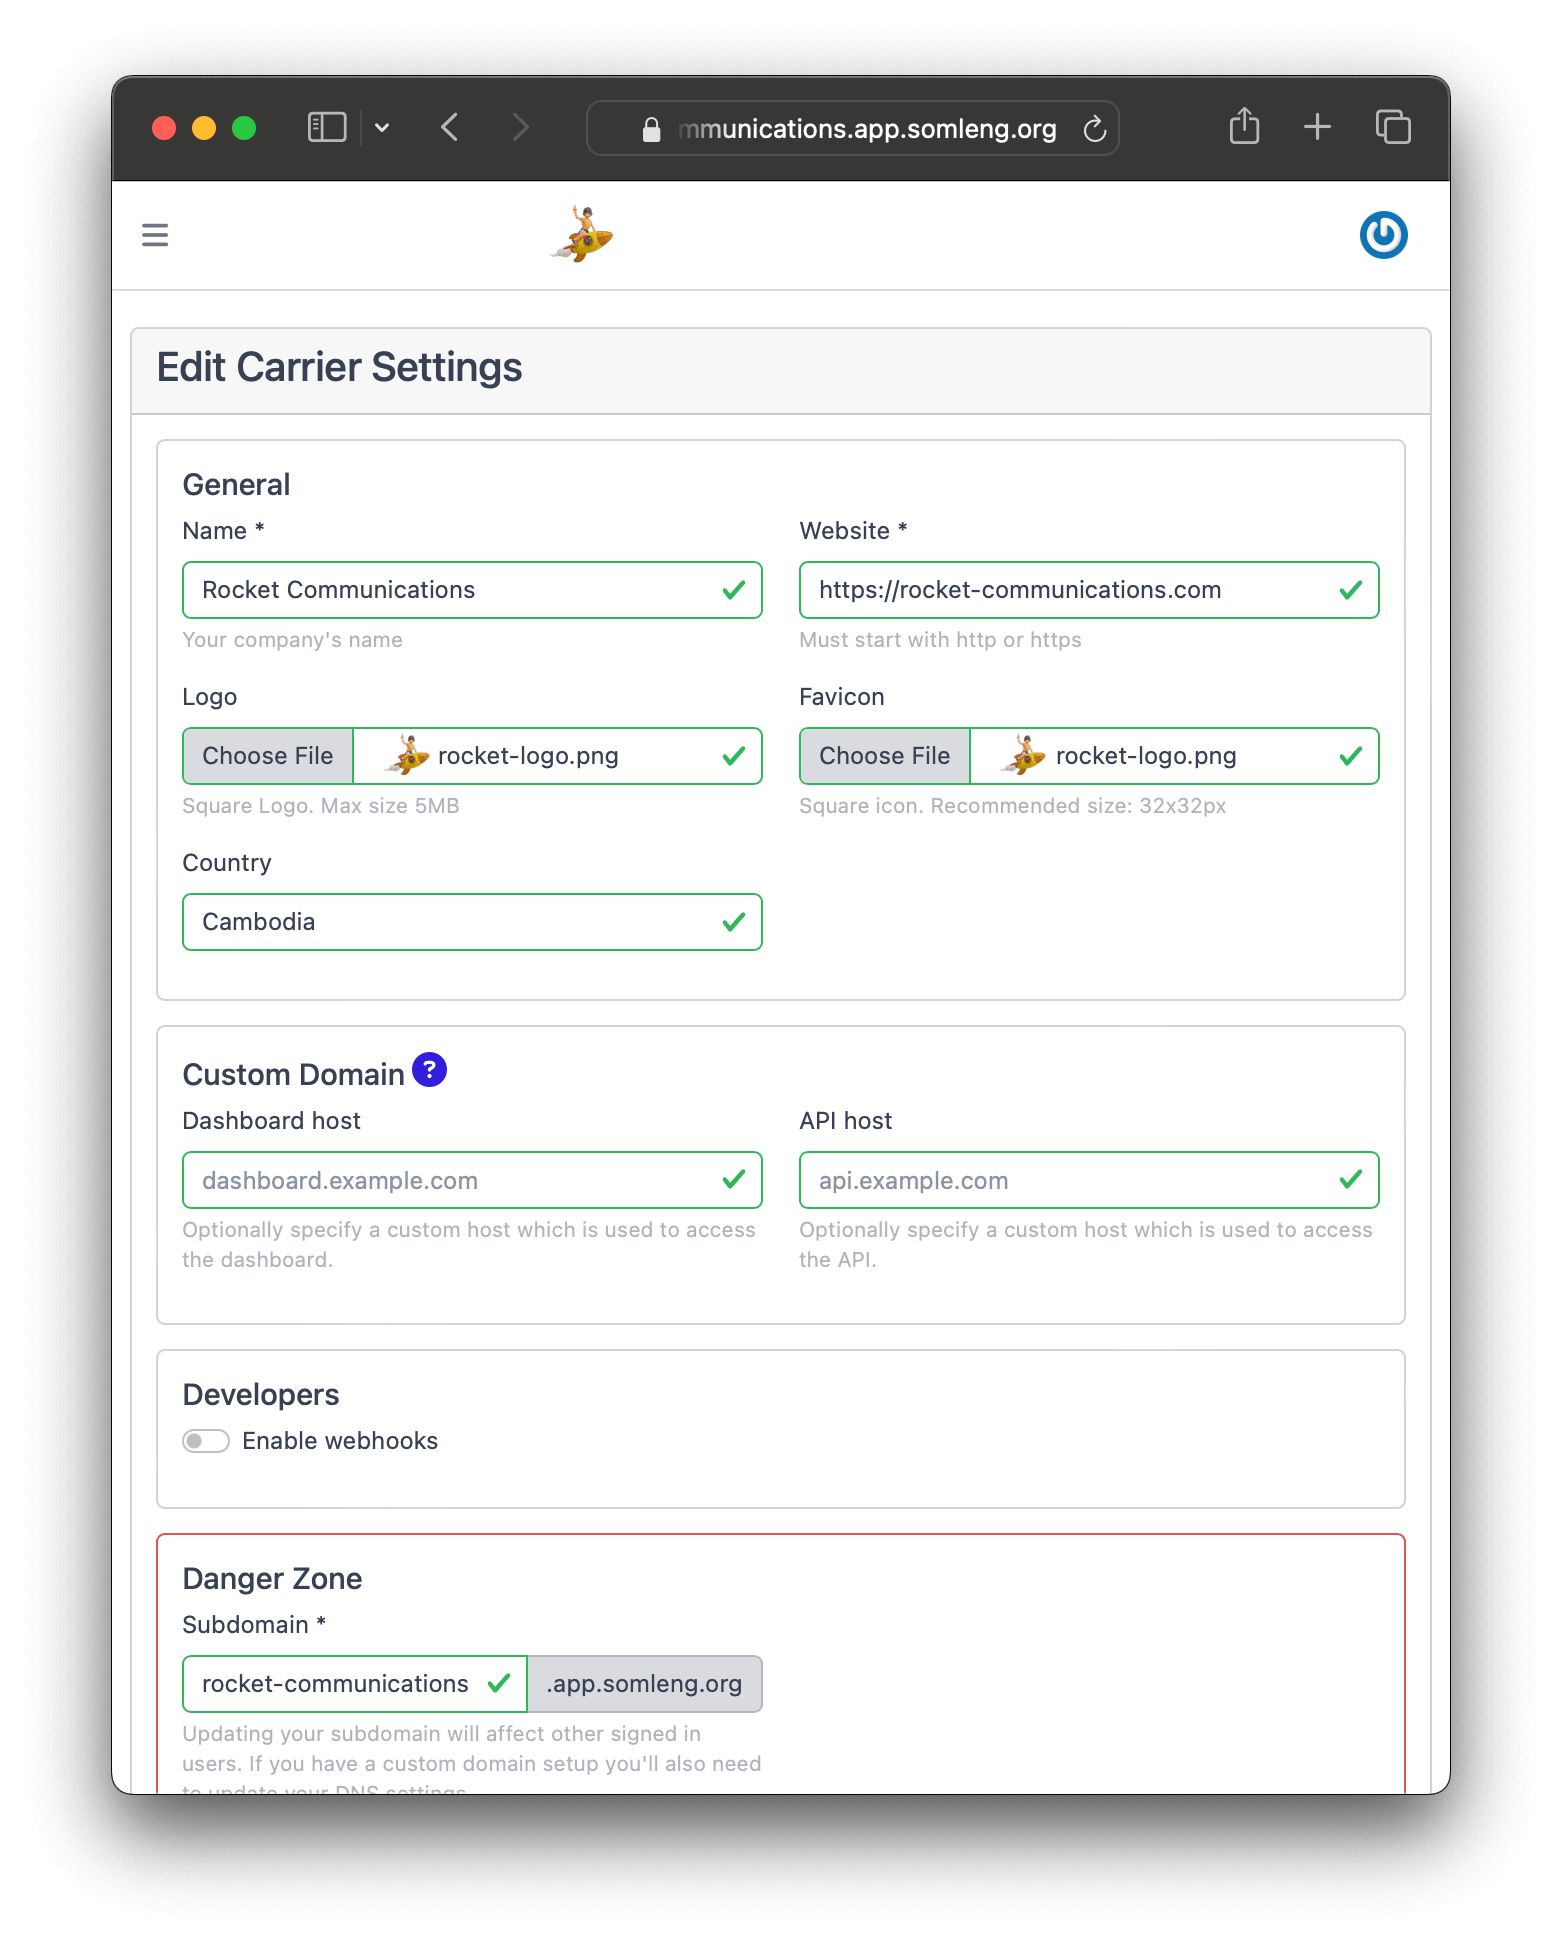 mmunications.app.somleng.org
Edit Carrier Settings
General
Name *
Website *
Rocket Communications
https://rocket-communications.com
Your company's name
Must start with http or https
Logo
Favicon
Choose File
rocket-logo.png
Choose File
rocket-logo.png
Square Logo. Max size 5MB
Square icon. Recommended size: 32x32px
Country
Cambodia
Custom Domain ?
Dashboard host
API host
dashboard.example.com
api.example.com
Optionally specify a custom host which is used to access
the dashboard.
Optionally specify a custom host which is used to access
the API.
Developers
Enable webhooks
Danger Zone
Subdomain *
rocket-communications
.app.somleng.org
Updating your subdomain will affect other signed in
users. If you have a custom domain setup you'll also need
to update your DNS settings